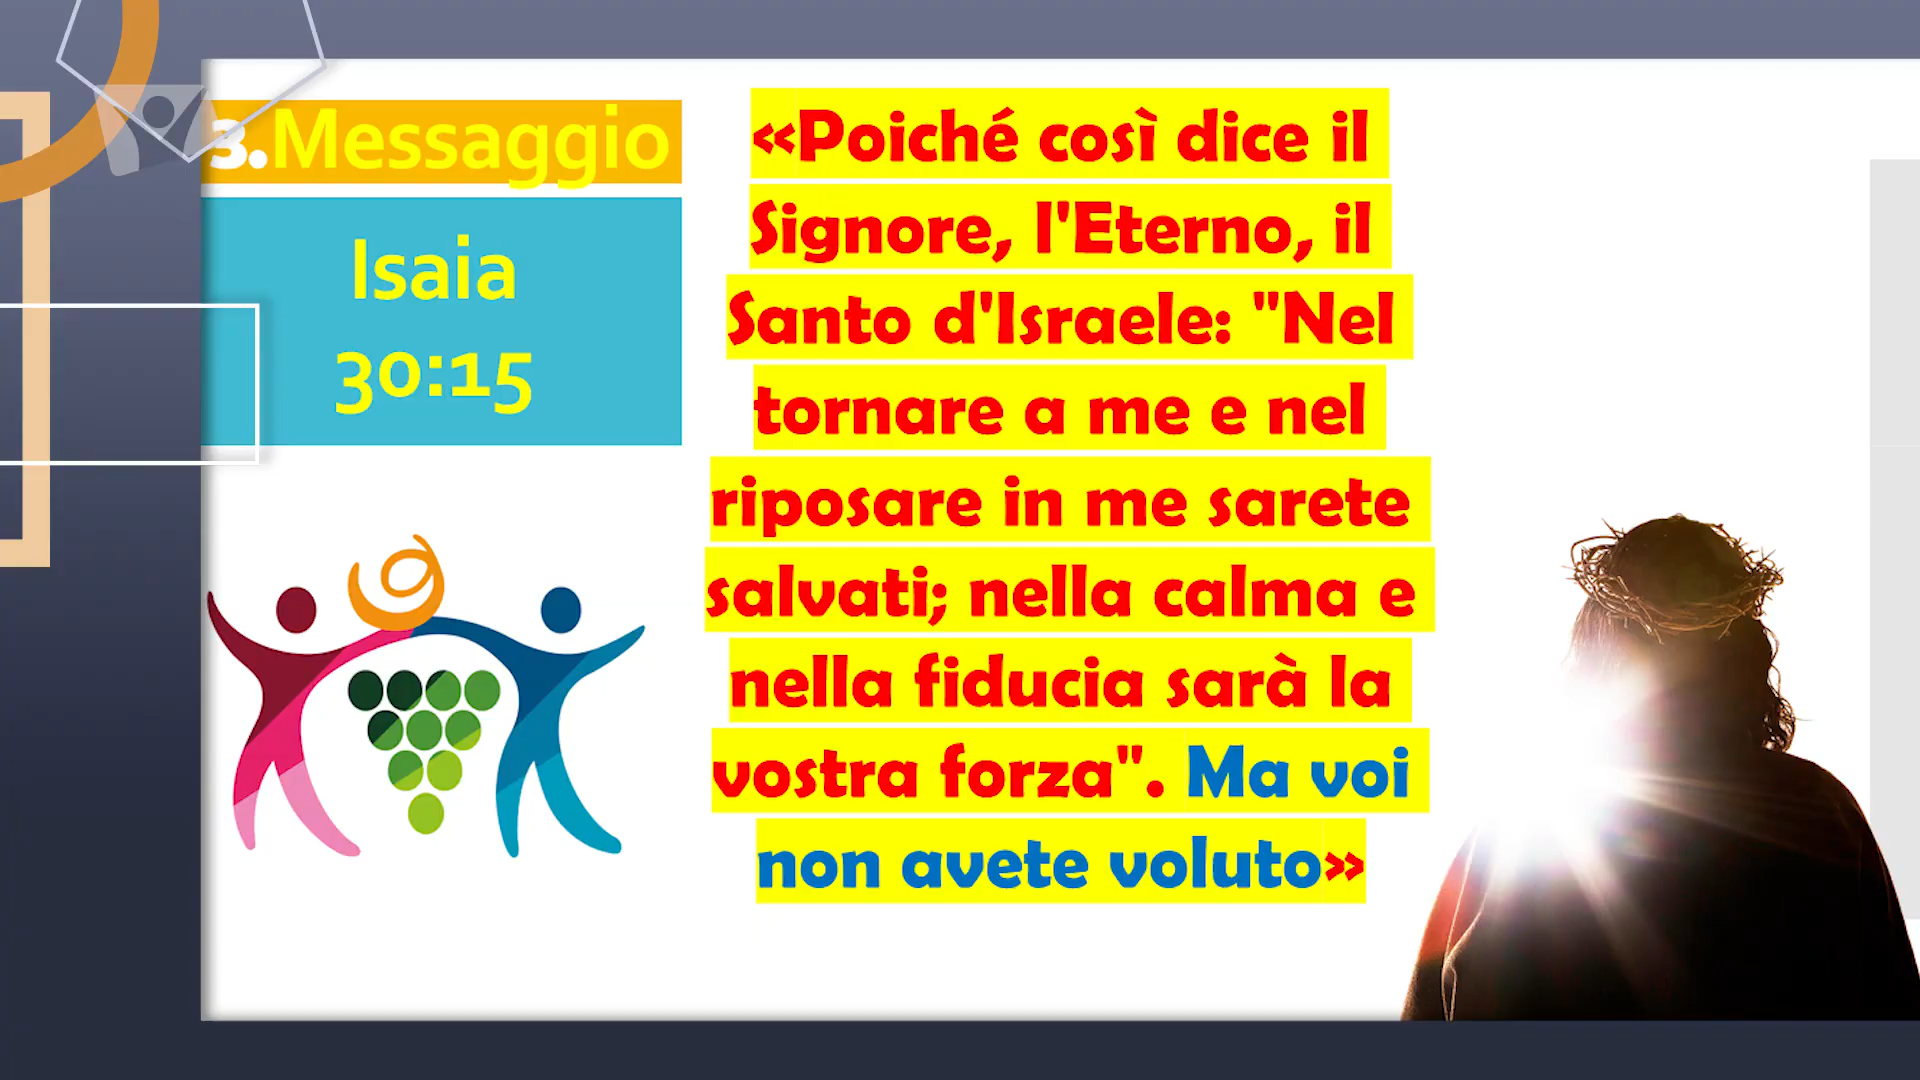 3.Messaggio
Isaia
30:15
«Poiché così dice il
Signore, l'Eterno, il
Santo d'Israele: "Nel
tornare a me e nel
riposare in me sarete
salvati; nella calma e
nella fiducia sarà la
vostra forza". Ma voi
non avete voluto»